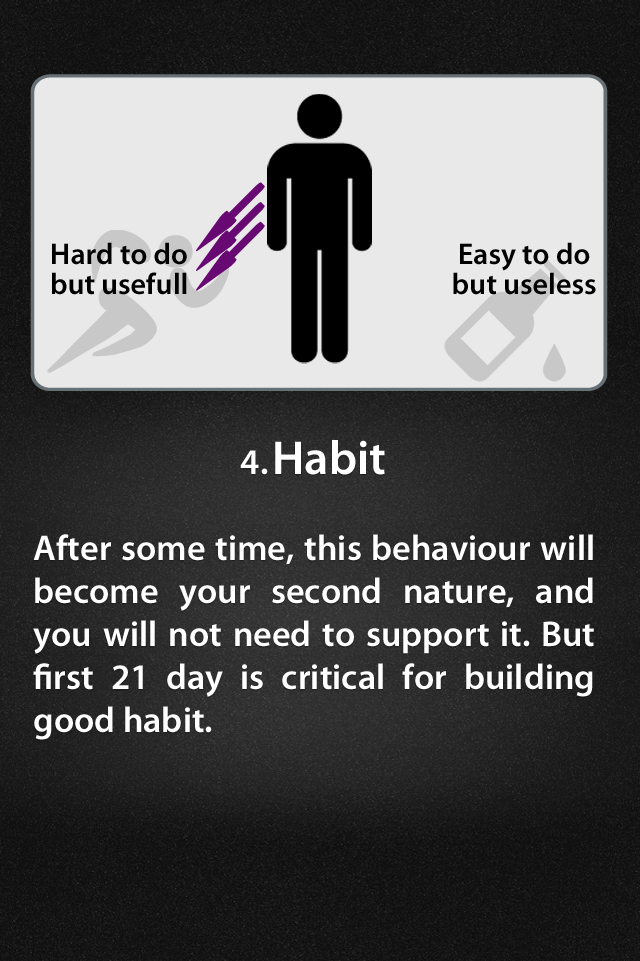 Hard to do
but usefull
Easy to do
but useless
4.Habit
After some time, this behaviour will
become your second nature, and
you will not need to support it. But
first 21 day is critical for building
good habit.